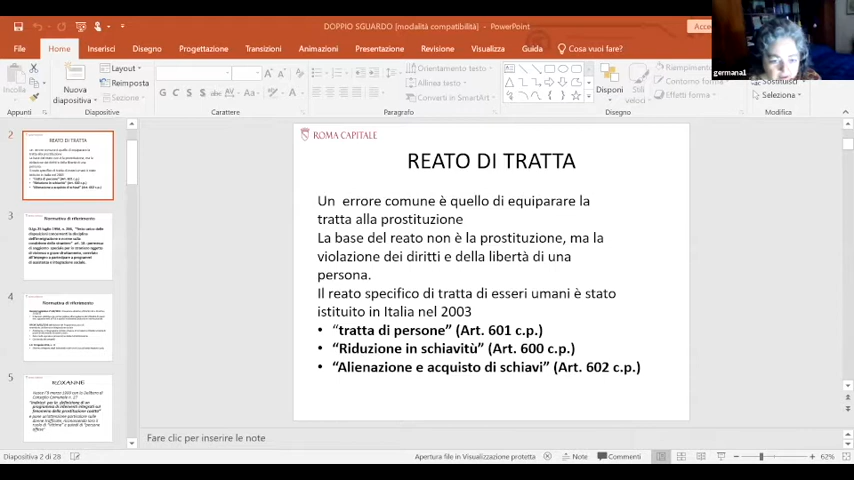 DOPPIO SGUARDO [modalità compatibilità] - PowerPoint
germana1
File Home Inserisci Disegno Progettazione Transizioni Animazioni Presentazione Revisione Visualizza Guida Cosa vuoi fare?
Incolla
Nuova diapositiva
Layout
Reimposta
Sezione
Orientamento testo
Allinea testo
Converti in SmartArt
Disponi
Stili veloci
Riempimento
Contorno forma
Effetti forma
Sostituisci
Seleziona
Appunti
Diapositive
Carattere
Paragrafo
Disegno
Modifica
2
REATO DI TRATTA
3
Normativa di riferimento
4
Normativa di riferimento
5
ROXANNE
ROMA CAPITALE
REATO DI TRATTA
Un errore comune è quello di equiparare la
tratta alla prostituzione
La base del reato non è la prostituzione, ma la
violazione dei diritti e della libertà di una
persona.
Il reato specifico di tratta di esseri umani è stato
istituito in Italia nel 2003
• “tratta di persone” (Art. 601 c.p.)
• “Riduzione in schiavitù” (Art. 600 c.p.)
• “Alienazione e acquisto di schiavi” (Art. 602 c.p.)
Fare clic per inserire le note
Diapositiva 2 di 28
Apertura file in Visualizzazione protetta
Note
Commenti
62%